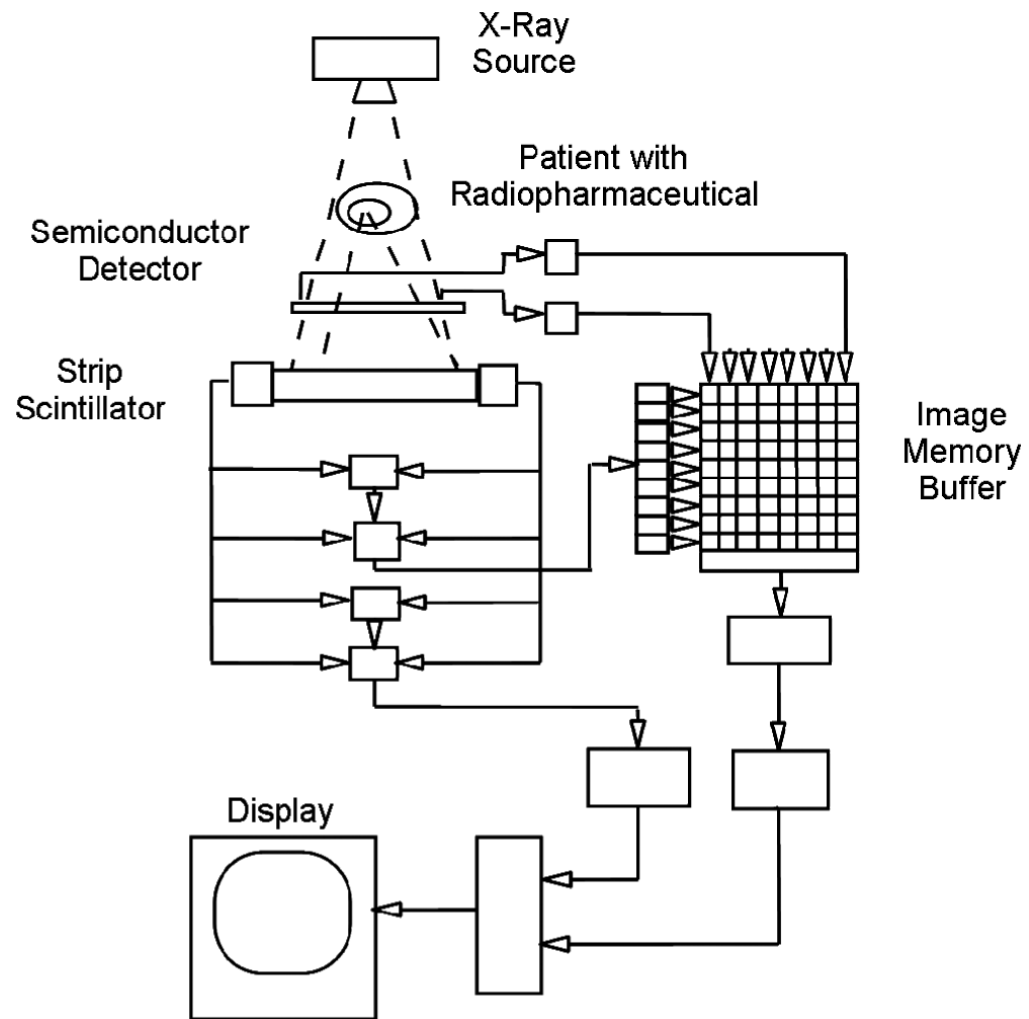 X-Ray
Source
Patient with
Radiopharmaceutical
Semiconductor
Detector
Strip
Scintillator
Image
Memory
Buffer
Display